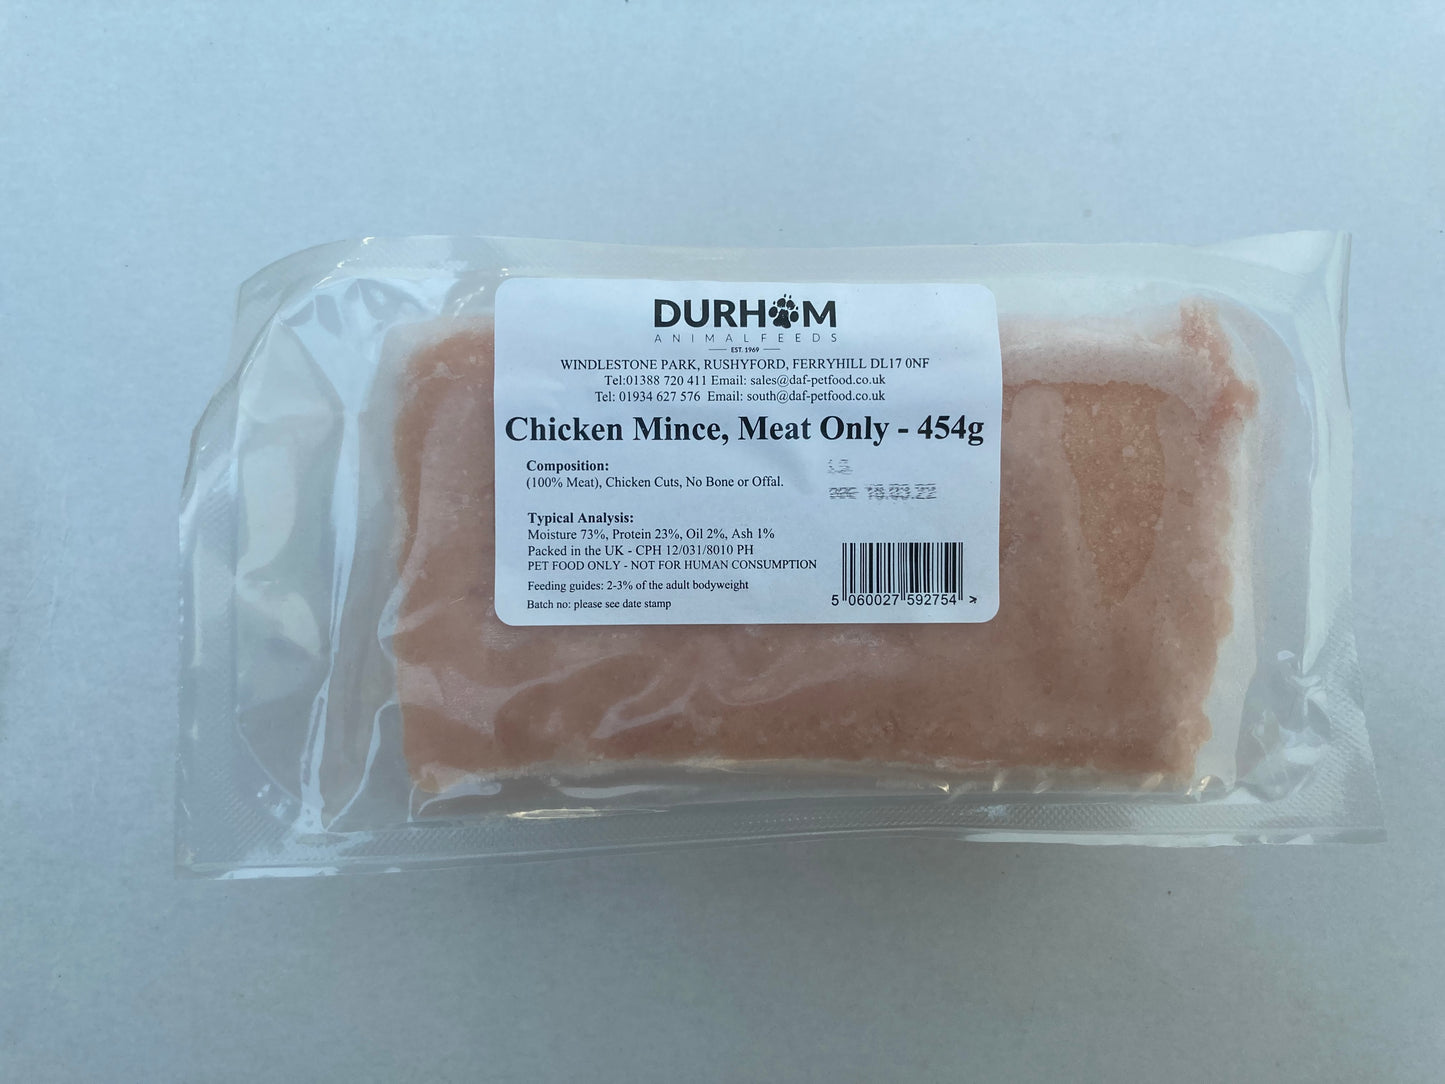 DURHAM
ANIMALFEEDS
EST. 1969
WINDLESTONE PARK, RUSHYFORD, FERRYHILL DL17 0NF
Tel:01388 720 411 Email: sales@daf-petfood.co.uk
Tel: 01934 627 576 Email: south@daf-petfood.co.uk
Chicken Mince, Meat Only - 454g
Composition:
(100% Meat), Chicken Cuts, No Bone or Offal.
Typical Analysis:
Moisture 73%, Protein 23%, Oil 2%, Ash 1%
Packed in the UK - CPH 12/031/8010 PH
PET FOOD ONLY - NOT FOR HUMAN CONSUMPTION
Feeding guides: 2-3% of the adult bodyweight
Batch no: please see date stamp
5 060027 592754 >